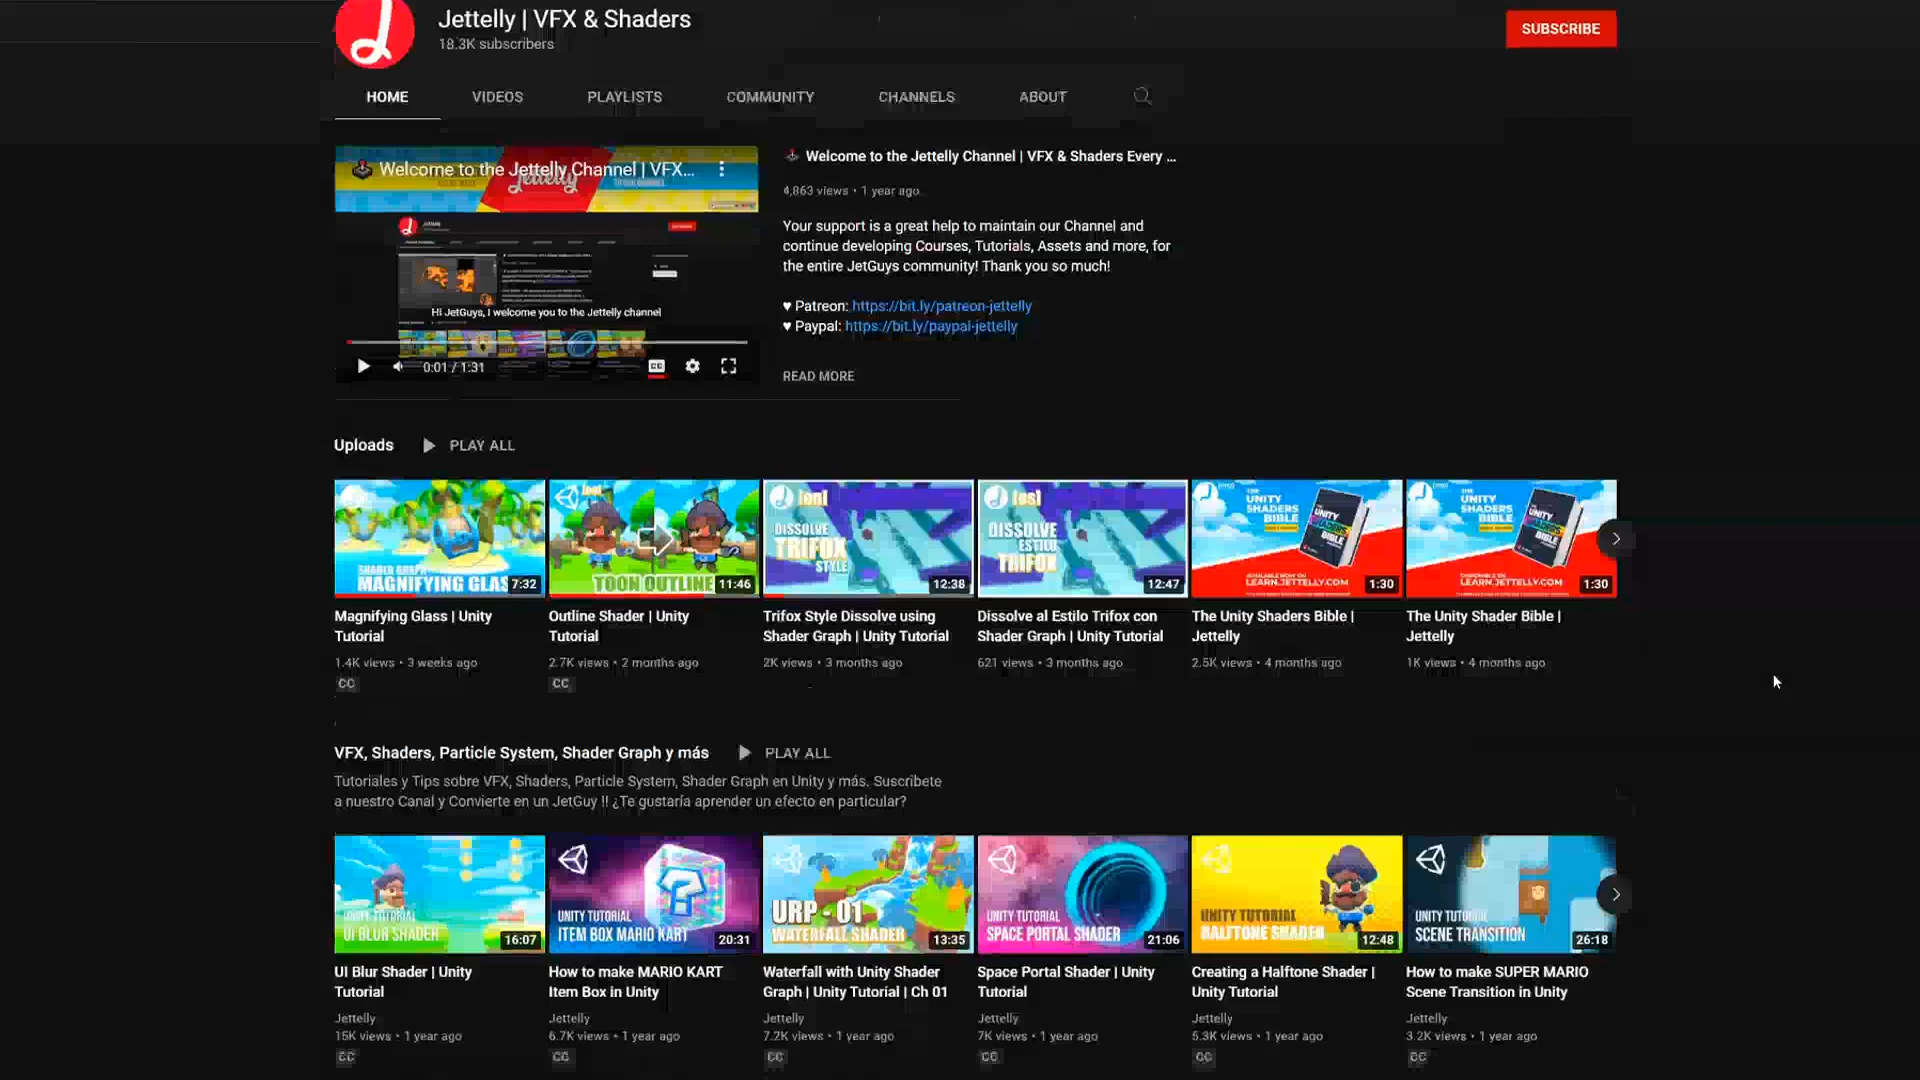 Jettelly | VFX & Shaders
18.3K subscribers
SUBSCRIBE
HOME VIDEOS PLAYLISTS COMMUNITY CHANNELS ABOUT
Welcome to the Jettelly Channel | VFX...
Jettelly
HI JetGuys, I welcome you to the Jettelly channel
0:01 / 1:31
CC
Welcome to the Jettelly Channel | VFX & Shaders Every ...
4,863 views • 1 year ago
Your support is a great help to maintain our Channel and
continue developing Courses, Tutorials, Assets and more, for
the entire JetGuys community! Thank you so much!
♥ Patreon: https://bit.ly/patreon-jettelly
♥ Paypal: https://bit.ly/paypal-jettelly
READ MORE
Uploads PLAY ALL
SHADER GRAPH
MAGNIFYING GLAS
7:32
Magnifying Glass | Unity
Tutorial
1.4K views • 3 weeks ago
CC
TOON OUTLINE
11:46
Outline Shader | Unity
Tutorial
2.7K views • 2 months ago
CC
[en]
DISSOLVE
TRIFOX
STYLE
12:38
Trifox Style Dissolve using
Shader Graph | Unity Tutorial
2K views • 3 months ago
[es]
DISSOLVE
ESTILO
TRIFOX
12:47
Dissolve al Estilo Trifox con
Shader Graph | Unity Tutorial
621 views • 3 months ago
THE
UNITY
SHADERS
BIBLE
LEARN.JETTELLY.COM
1:30
The Unity Shaders Bible |
Jettelly
2.5K views • 4 months ago
THE
UNITY
SHADERS
BIBLE
LEARN.JETTELLY.COM
1:30
The Unity Shader Bible |
Jettelly
1K views • 4 months ago
VFX, Shaders, Particle System, Shader Graph y más PLAY ALL
Tutoriales y Tips sobre VFX, Shaders, Particle System, Shader Graph en Unity y más. Suscribete
a nuestro Canal y Convierte en un JetGuy !! ¿Te gustaría aprender un efecto en particular?
UNITY TUTORIAL
UI BLUR SHADER
16:07
UI Blur Shader | Unity
Tutorial
Jettelly
15K views • 1 year ago
CC
UNITY TUTORIAL
ITEM BOX MARIO KART
20:31
How to make MARIO KART
Item Box in Unity
Jettelly
6.7K views • 1 year ago
CC
URP - 01
WATERFALL SHADER
13:35
Waterfall with Unity Shader
Graph | Unity Tutorial | Ch 01
Jettelly
7.2K views • 1 year ago
CC
UNITY TUTORIAL
SPACE PORTAL SHADER
21:06
Space Portal Shader | Unity
Tutorial
Jettelly
7K views • 1 year ago
CC
UNITY TUTORIAL
HALFTONE SHADER
12:48
Creating a Halftone Shader |
Unity Tutorial
Jettelly
5.3K views • 1 year ago
CC
UNITY TUTORIAL
SCENE TRANSITION
26:18
How to make SUPER MARIO
Scene Transition in Unity
Jettelly
3.2K views • 1 year ago
CC